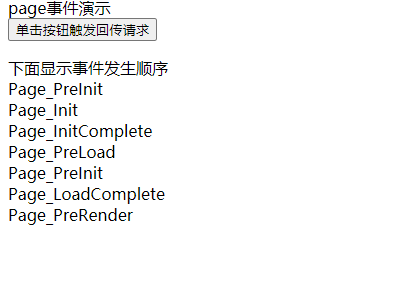 page事件演示
单击按钮触发回传请求
下面显示事件发生顺序
Page_PreInit
Page_Init
Page_InitComplete
Page_PreLoad
Page_PreInit
Page_LoadComplete
Page_PreRender